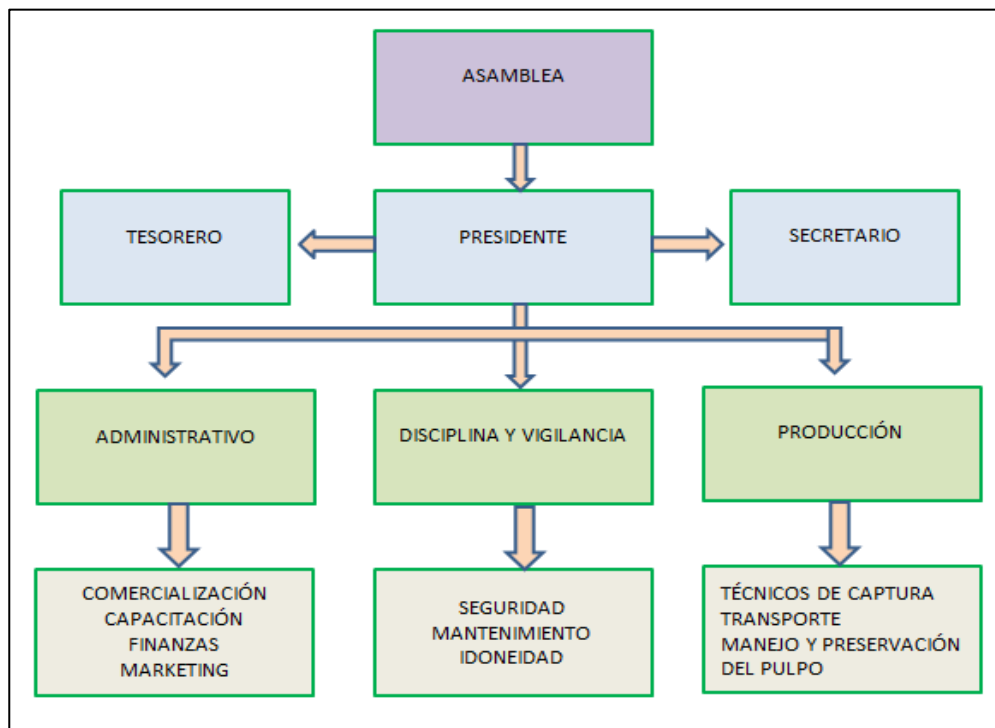 ASAMBLEA
TESORERO
PRESIDENTE
SECRETARIO
ADMINISTRATIVO
DISCIPLINA Y VIGILANCIA
PRODUCCIÓN
COMERCIALIZACIÓN
CAPACITACIÓN
FINANZAS
MARKETING
SEGURIDAD
MANTENIMIENTO
IDONEIDAD
TÉCNICOS DE CAPTURA
TRANSPORTE
MANEJO Y PRESERVACIÓN
DEL PULPO